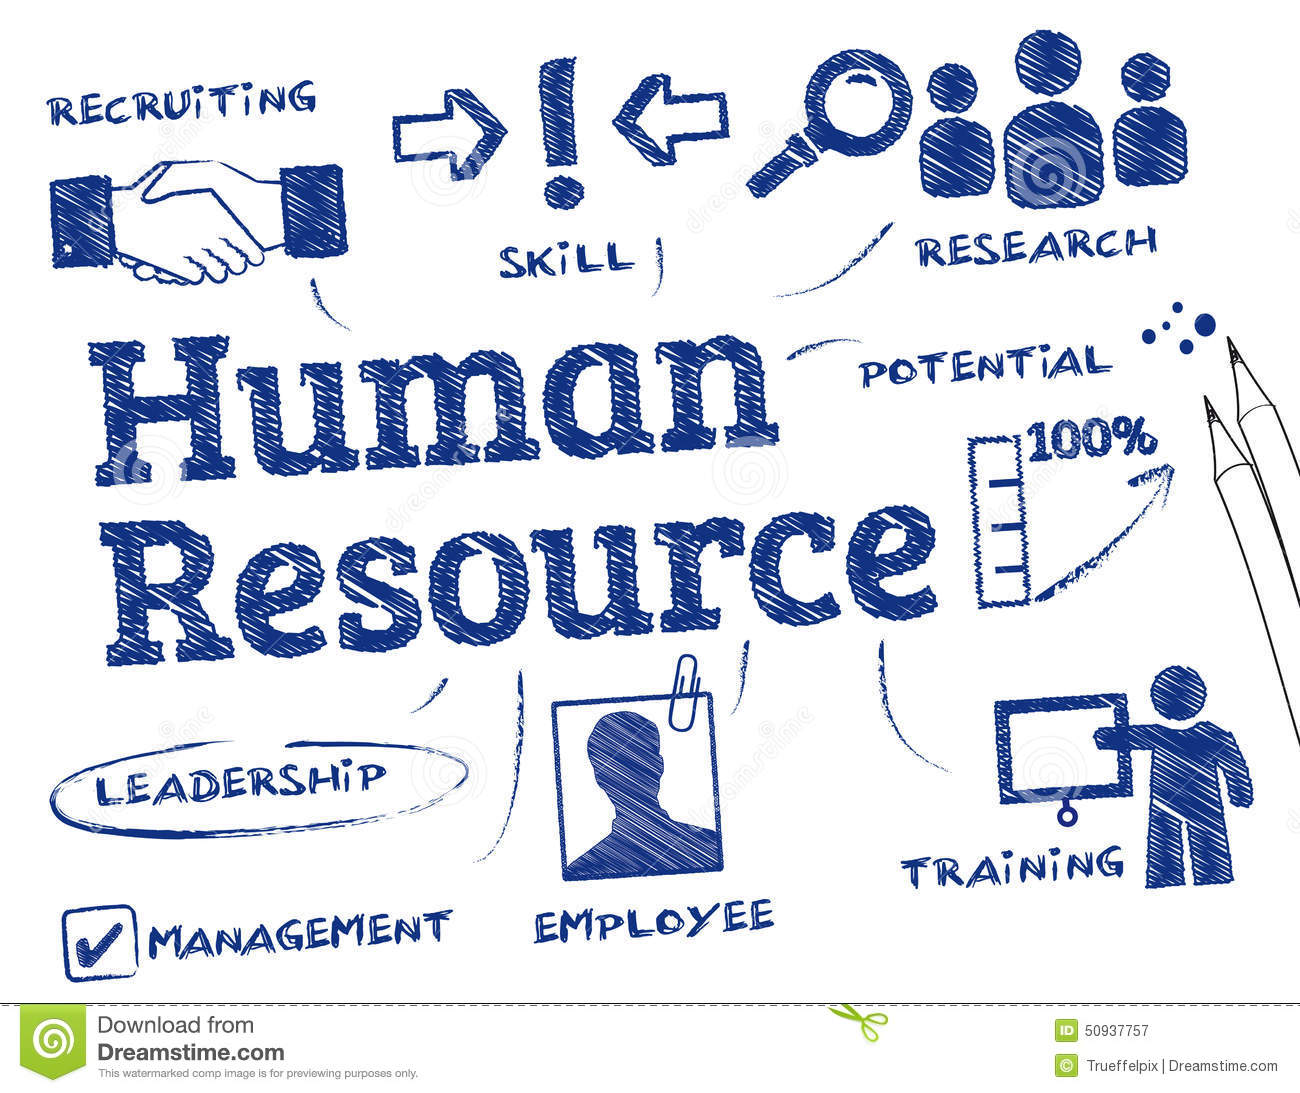 RECRUITING
SKILL
RESEARCH
Human
POTENTIAL
100%
Resource
LEADERSHIP
TRAINING
MANAGEMENT
EMPLOYEE
Download from
Dreamstime.com
This watermarked comp image is for previewing purposes only.
ID 50937757
© Trueffelpix | Dreamstime.com
dreamstime